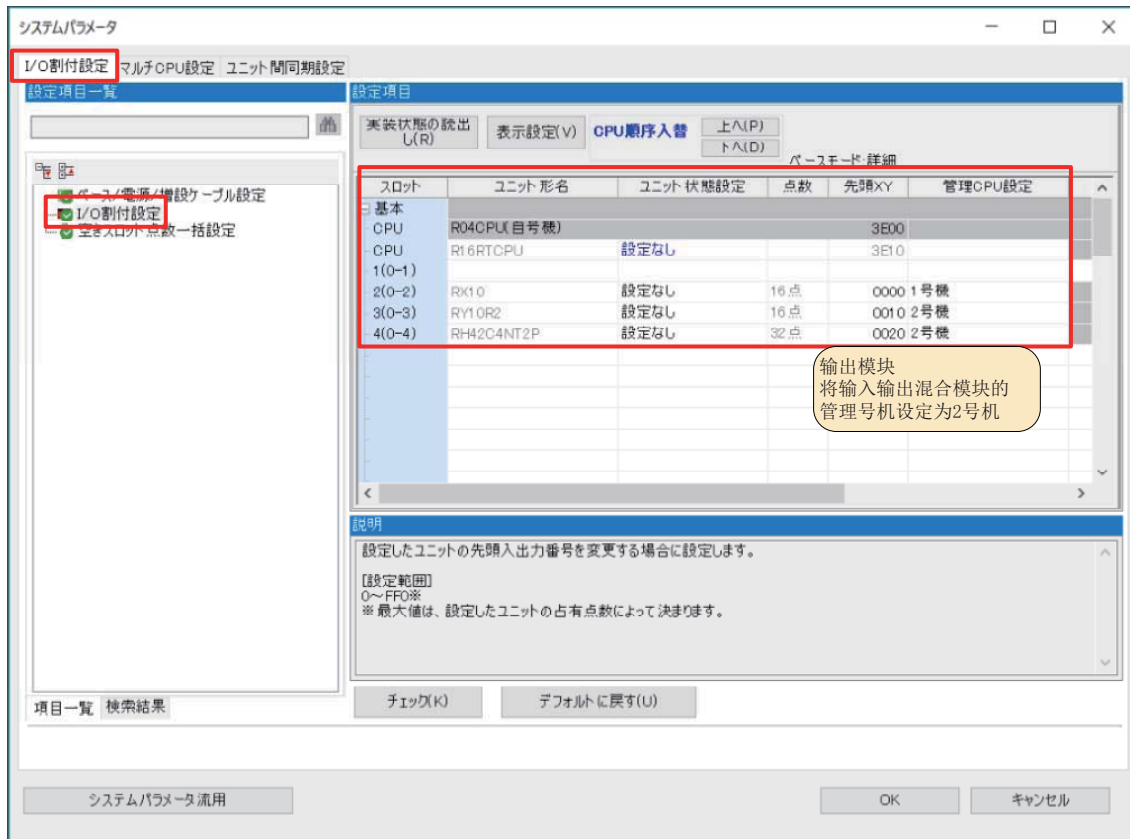 システムパラメータ
I/O割付設定 マルチCPU設定 ユニット間同期設定
設定項目一覧
ベース/電源/増設ケーブル設定
I/O割付設定
空きスロット点数一括設定
項目一覧 検索結果
設定項目
実装状態の読出
し(R)
表示設定(V) CPU順序入替 上へ(P)
下へ(D)
ベースモード:詳細
スロット ユニット形名 ユニット状態設定 点数 先頭XY 管理CPU設定
基本
CPU R04CPU(自号機) 3E00
CPU R16RTCPU 設定なし 3E10
1(0-1)
2(0-2) RX10 設定なし 16点 0000 1号機
3(0-3) RY10R2 設定なし 16点 0010 2号機
4(0-4) RH42C4NT2P 設定なし 32点 0020 2号機
输出模块
将输入输出混合模块的
管理号机设定为2号机
説明
設定したユニットの先頭入出力番号を変更する場合に設定します。
[設定範囲]
0～FF0※
※最大値は、設定したユニットの占有点数によって決まります。
チェック(K) デフォルトに戻す(U)
システムパラメータ流用 OK キャンセル